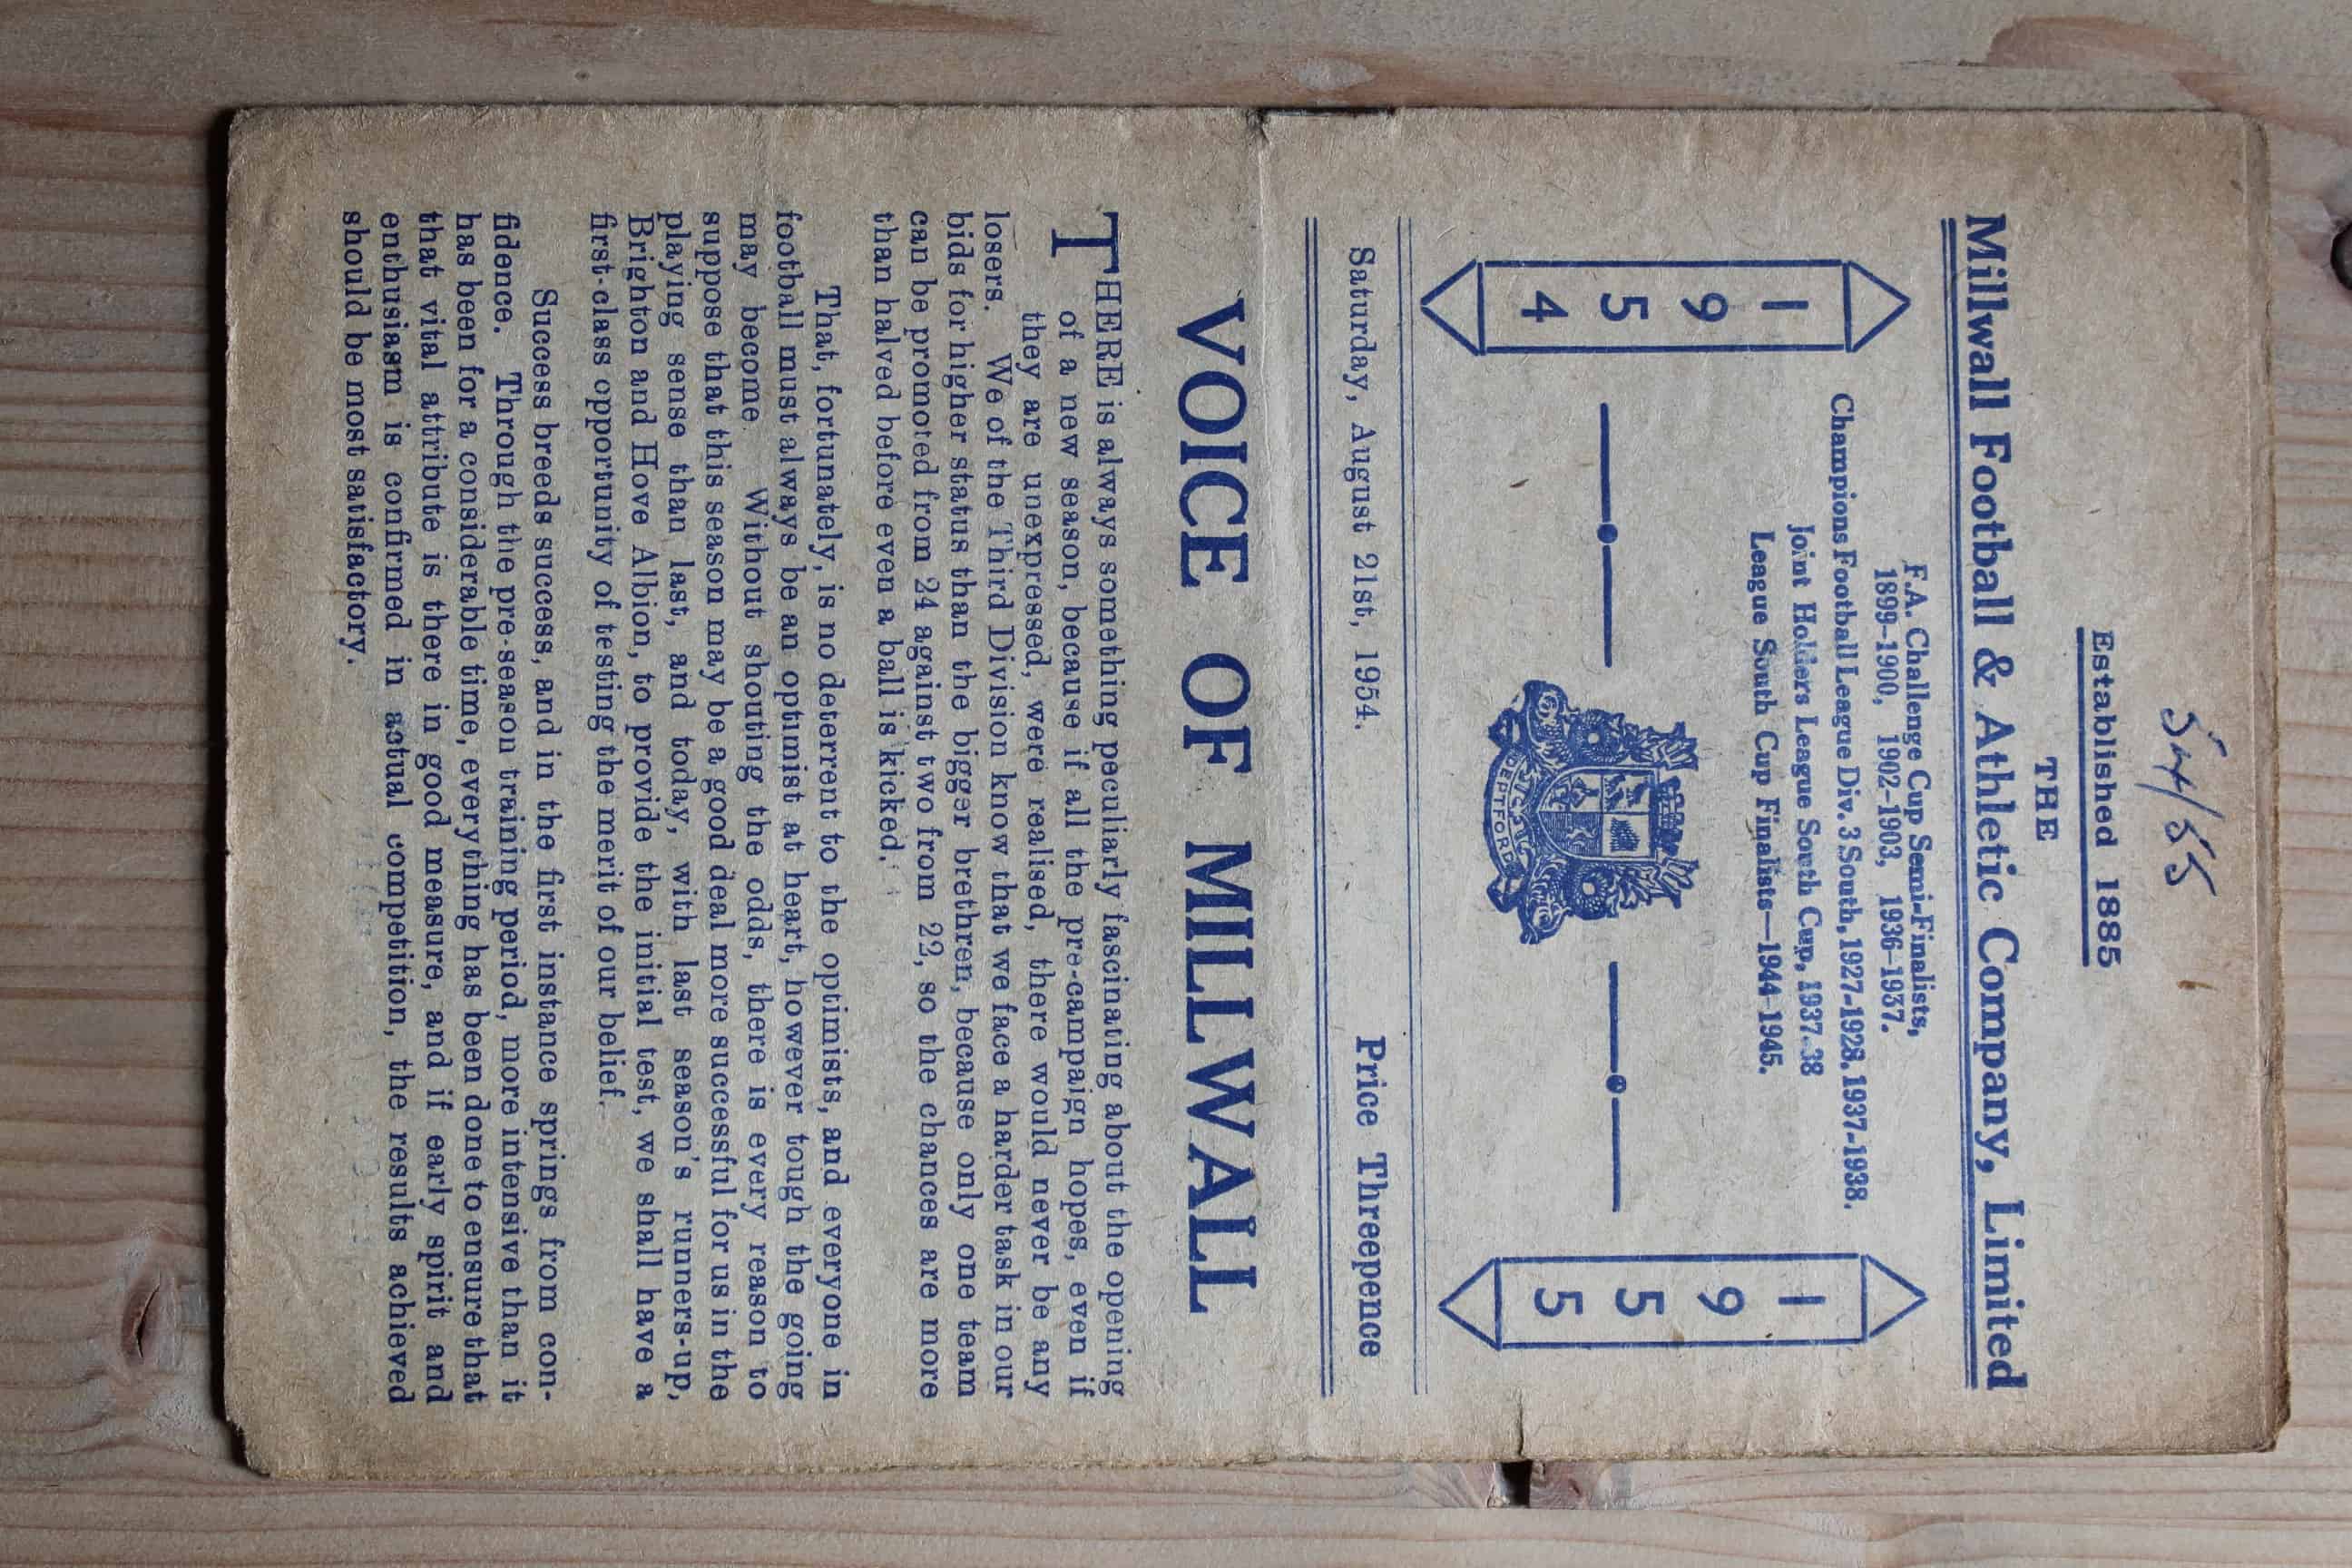 54/55
Established 1885
THE
Millwall Football & Athletic Company, Limited
F.A. Challenge Cup Semi-Finalists,
1899-1900, 1902-1903, 1936-1937.
Champions Football League Div. 3 South, 1927-1928, 1937-1938.
Joint Holders League South Cup, 1937-38
League South Cup Finalists—1944-1945.
1954
1955
DEPTFORD
Saturday, August 21st, 1954. Price Threepence
VOICE OF MILLWALL
THERE is always something peculiarly fascinating about the opening
of a new season, because if all the pre-campaign hopes, even if
they are unexpressed, were realised, there would never be any
losers. We of the Third Division know that we face a harder task in our
bids for higher status than the bigger brethren, because only one team
can be promoted from 24 against two from 22, so the chances are more
than halved before even a ball is kicked.
That, fortunately, is no deterrent to the optimists, and everyone in
football must always be an optimist at heart, however tough the going
may become. Without shouting the odds, there is every reason to
suppose that this season may be a good deal more successful for us in the
playing sense than last, and today, with last season's runners-up,
Brighton and Hove Albion, to provide the initial test, we shall have a
first-class opportunity of testing the merit of our belief.
Success breeds success, and in the first instance springs from con-
fidence. Through the pre-season training period, more intensive than it
has been for a considerable time, everything has been done to ensure that
that vital attribute is there in good measure, and if early spirit and
enthusiasm is confirmed in actual competition, the results achieved
should be most satisfactory.